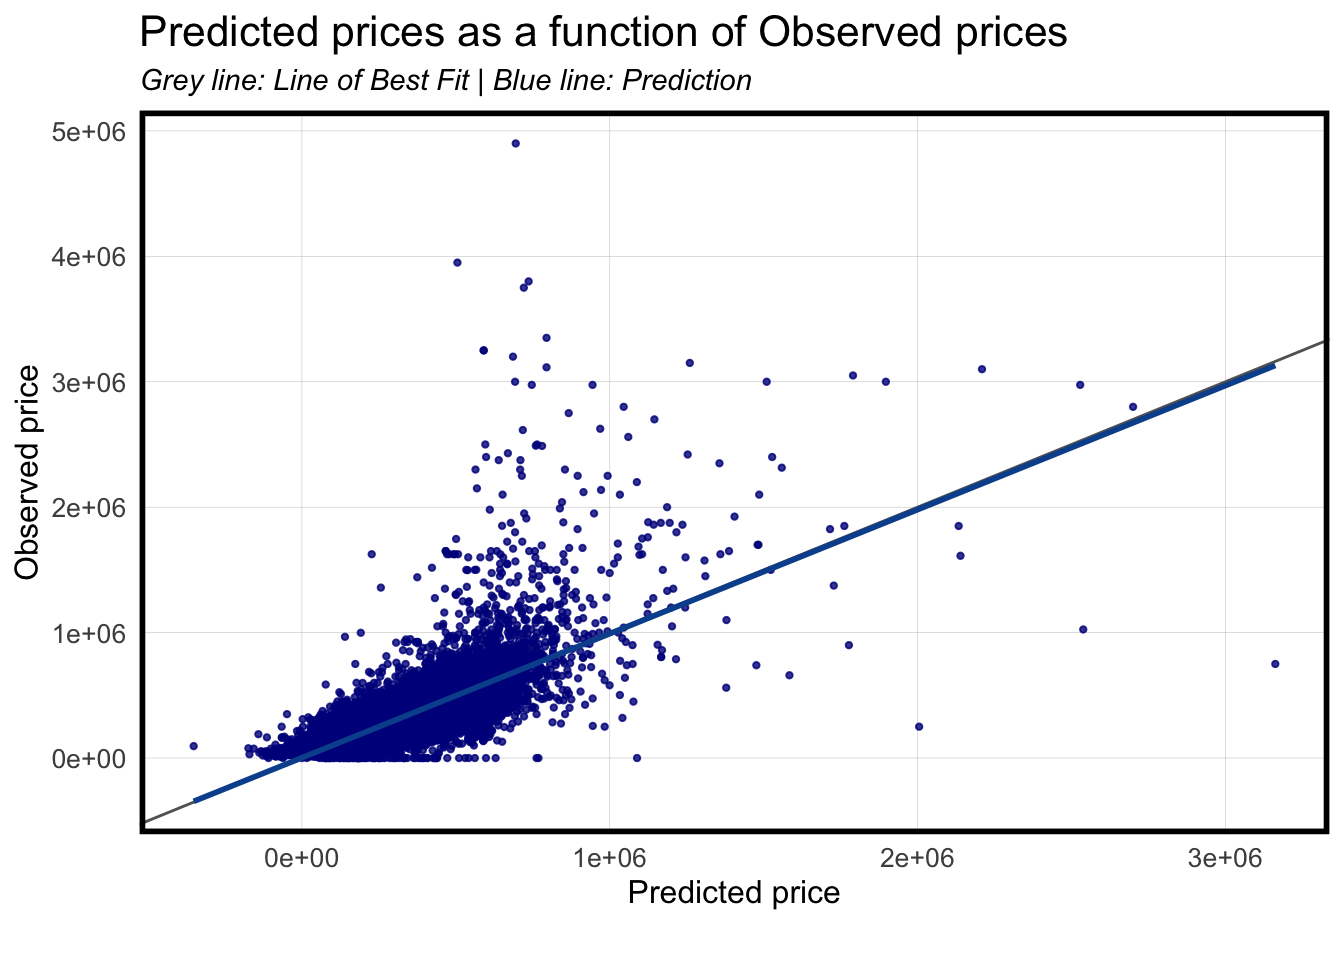 Predicted prices as a function of Observed prices
Grey line: Line of Best Fit | Blue line: Prediction
5e+06
4e+06
3e+06
2e+06
1e+06
0e+00
Observed price
0e+00 1e+06 2e+06 3e+06
Predicted price